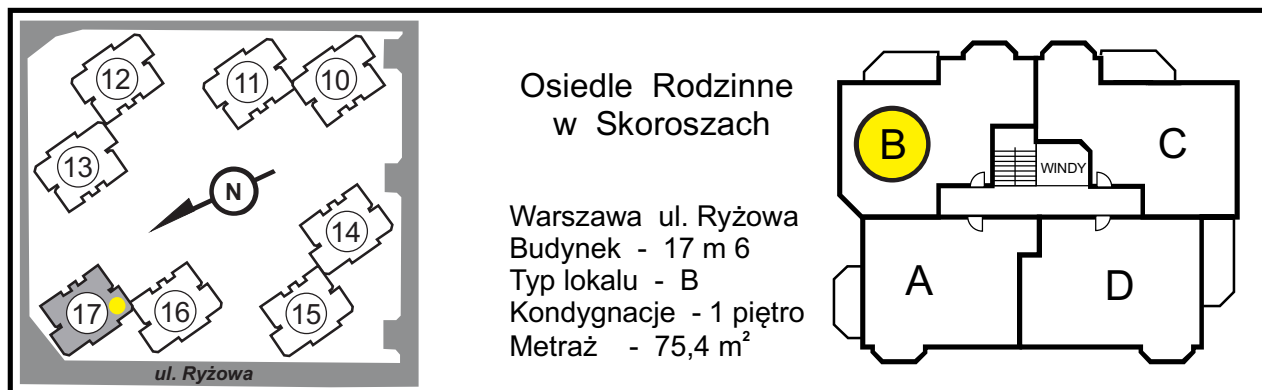 12
11
10
13
N
14
17
16
15
ul. Ryżowa
Osiedle Rodzinne
w Skoroszach
Warszawa ul. Ryżowa
Budynek - 17 m 6
Typ lokalu - B
Kondygnacje - 1 piętro
Metraż - 75,4 m²
B
C
WINDY
A
D